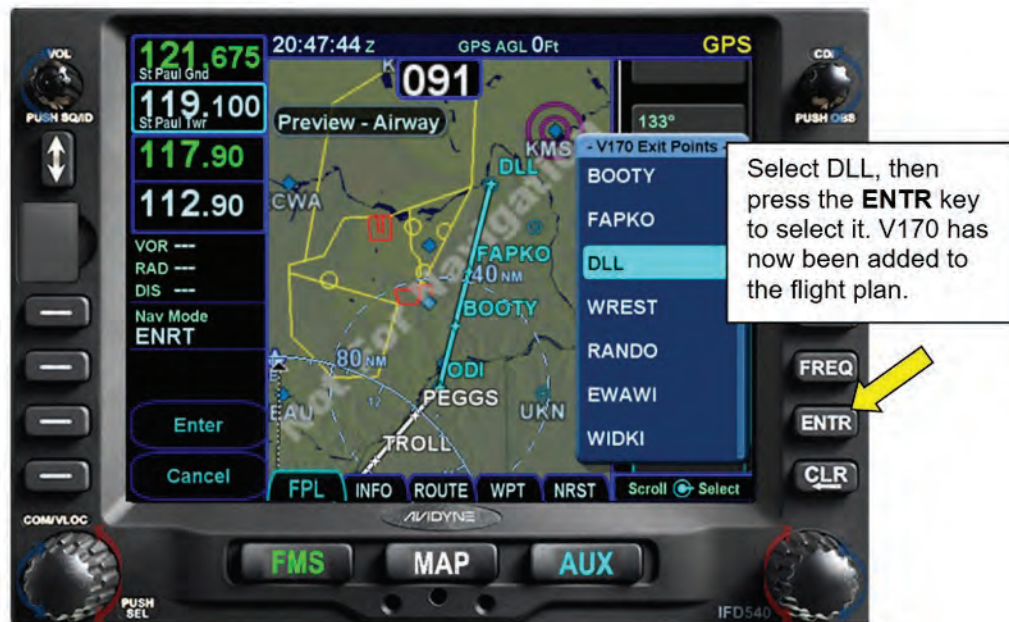 VOL
PUSH SQ/ID
121.675
St Paul Gnd
119.100
St Paul Twr
117.90
112.90
VOR ---
RAD ---
DIS ---
Nav Mode
ENRT
Enter
Cancel
20:47:44 Z
GPS AGL 0Ft
GPS
K
091
Preview - Airway
133°
KMS
DLL
CWA
FAPKO
40 NM
BOOTY
80 NM
ODI
12
EAU
PEGGS
UKN
TROLL
Not for Navigation
- V170 Exit Points -
BOOTY
FAPKO
DLL
WREST
RANDO
EWAWI
WIDKI
FPL
INFO
ROUTE
WPT
NRST
Scroll Select
CDI
PUSH OBS
Select DLL, then
press the ENTR key
to select it. V170 has
now been added to
the flight plan.
FREQ
ENTR
CLR
COM/VLOC
AVIDYNE
PUSH
SEL
FMS
MAP
AUX
IFD540